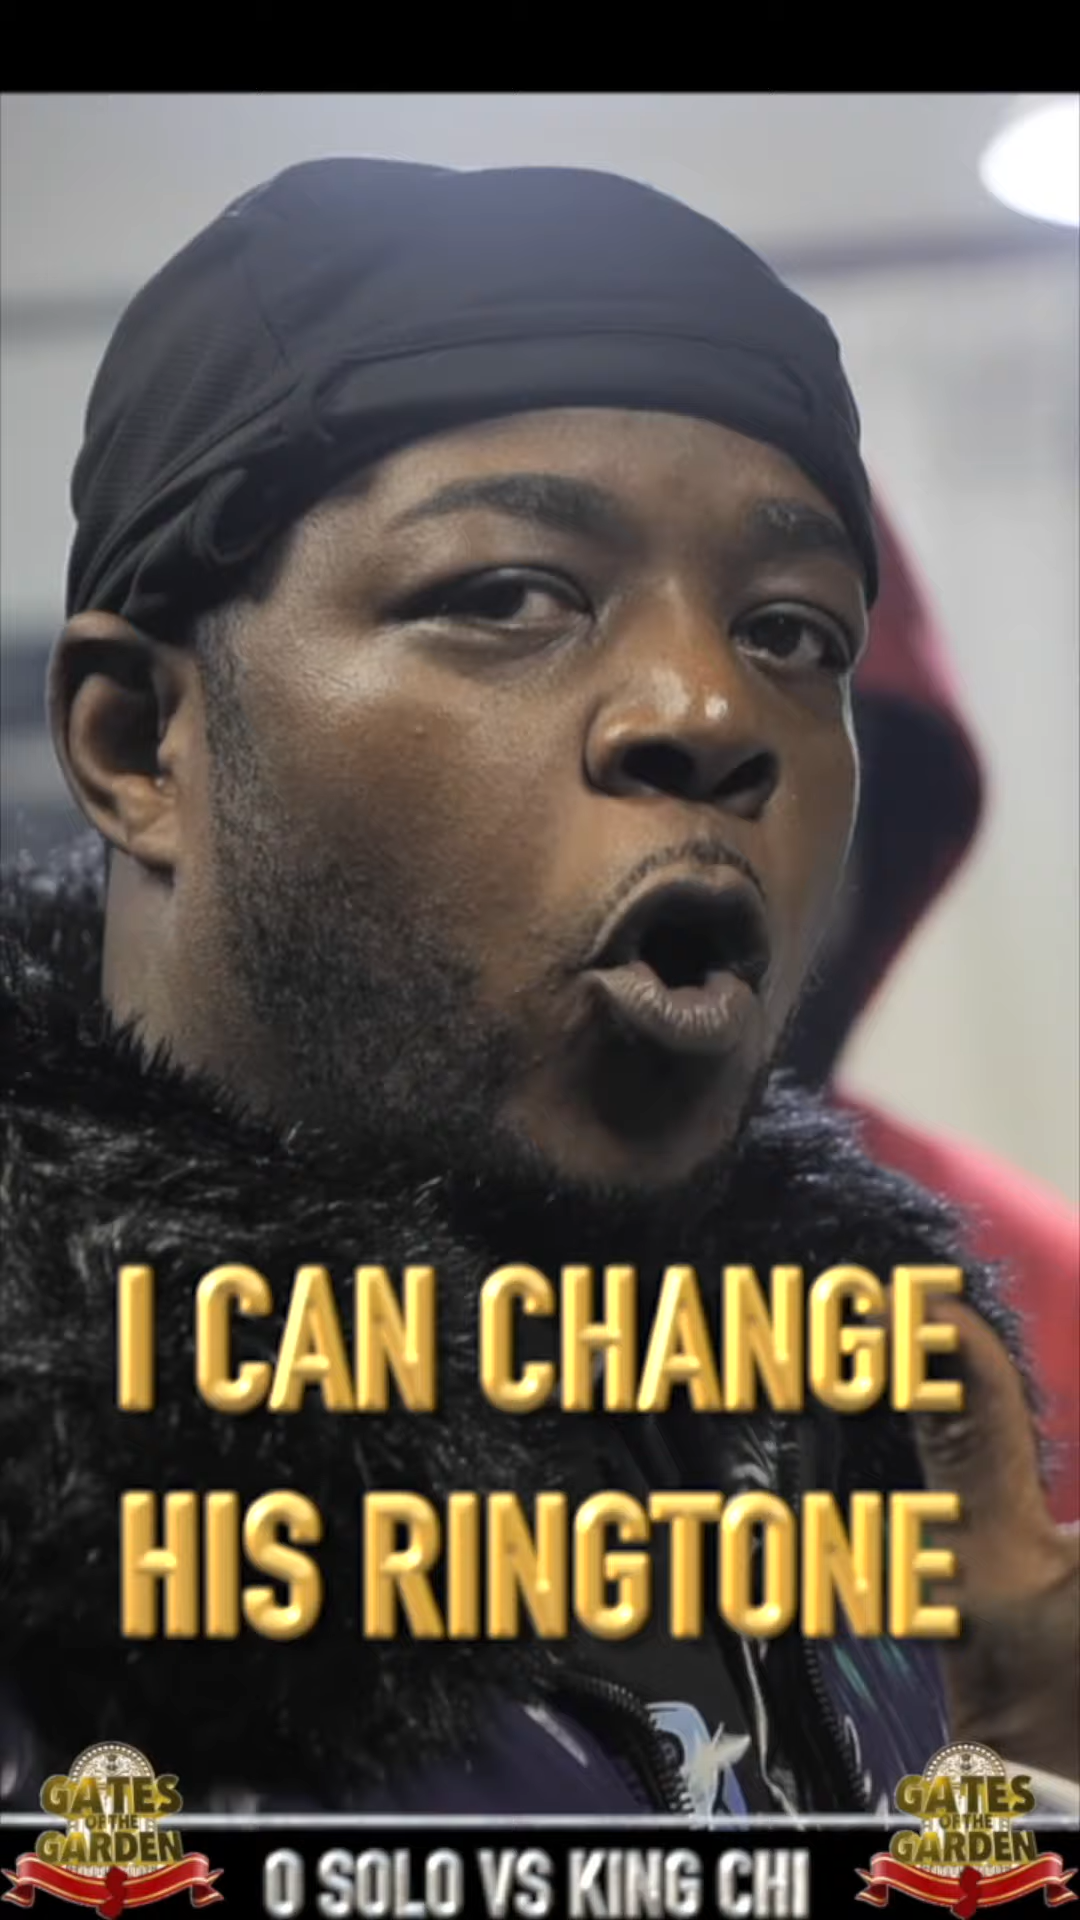 I CAN CHANGE
HIS RINGTONE
GATES
OF THE
GARDEN
O SOLO VS KING CHI
GATES
OF THE
GARDEN